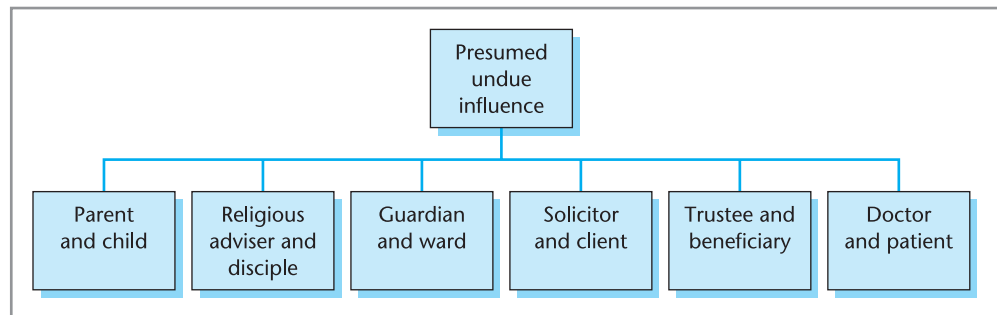 Presumed
undue
influence
Parent
and child
Religious
adviser and
disciple
Guardian
and ward
Solicitor
and client
Trustee and
beneficiary
Doctor
and patient